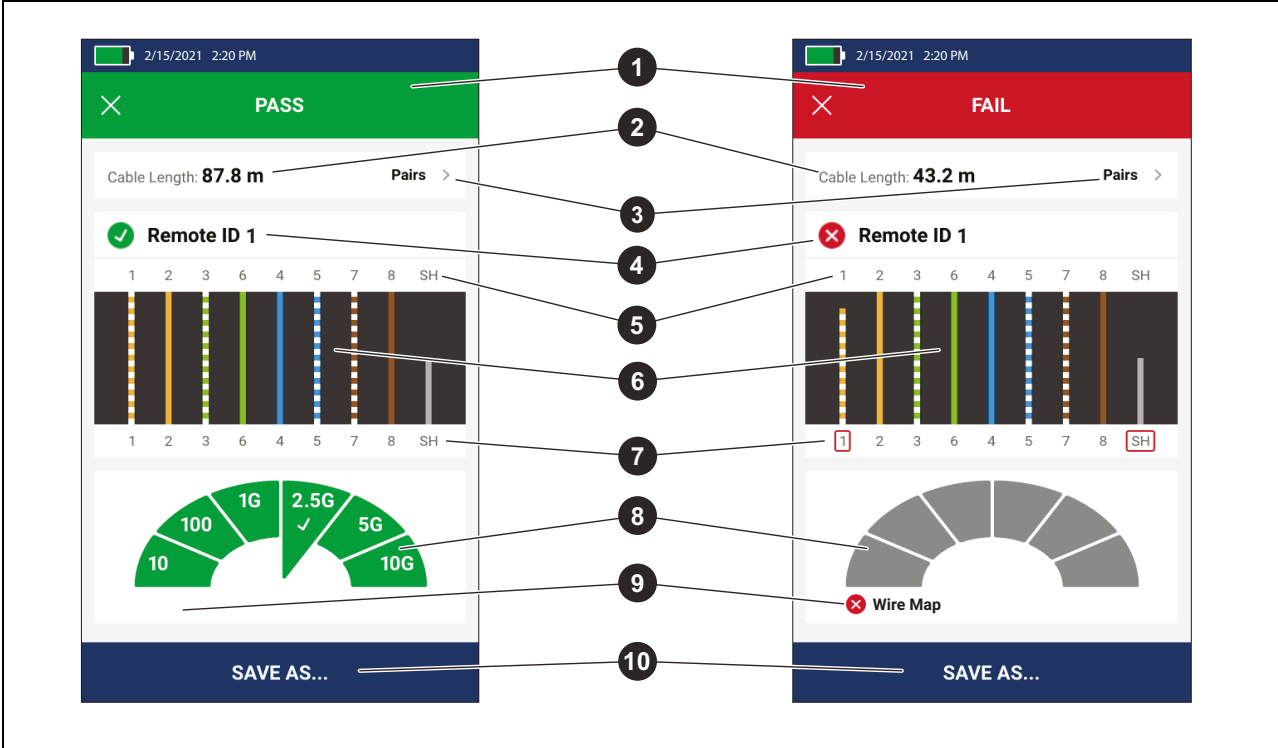 2/15/2021 2:20 PM
PASS
Cable Length: 87.8 m Pairs >
Remote ID 1
1 2 3 6 4 5 7 8 SH
1 2 3 6 4 5 7 8 SH
10 100 1G 2.5G 5G 10G
SAVE AS...
1
2
3
4
5
6
7
8
9
10
2/15/2021 2:20 PM
FAIL
Cable Length: 43.2 m Pairs >
Remote ID 1
1 2 3 6 4 5 7 8 SH
1 2 3 6 4 5 7 8 SH
Wire Map
SAVE AS...